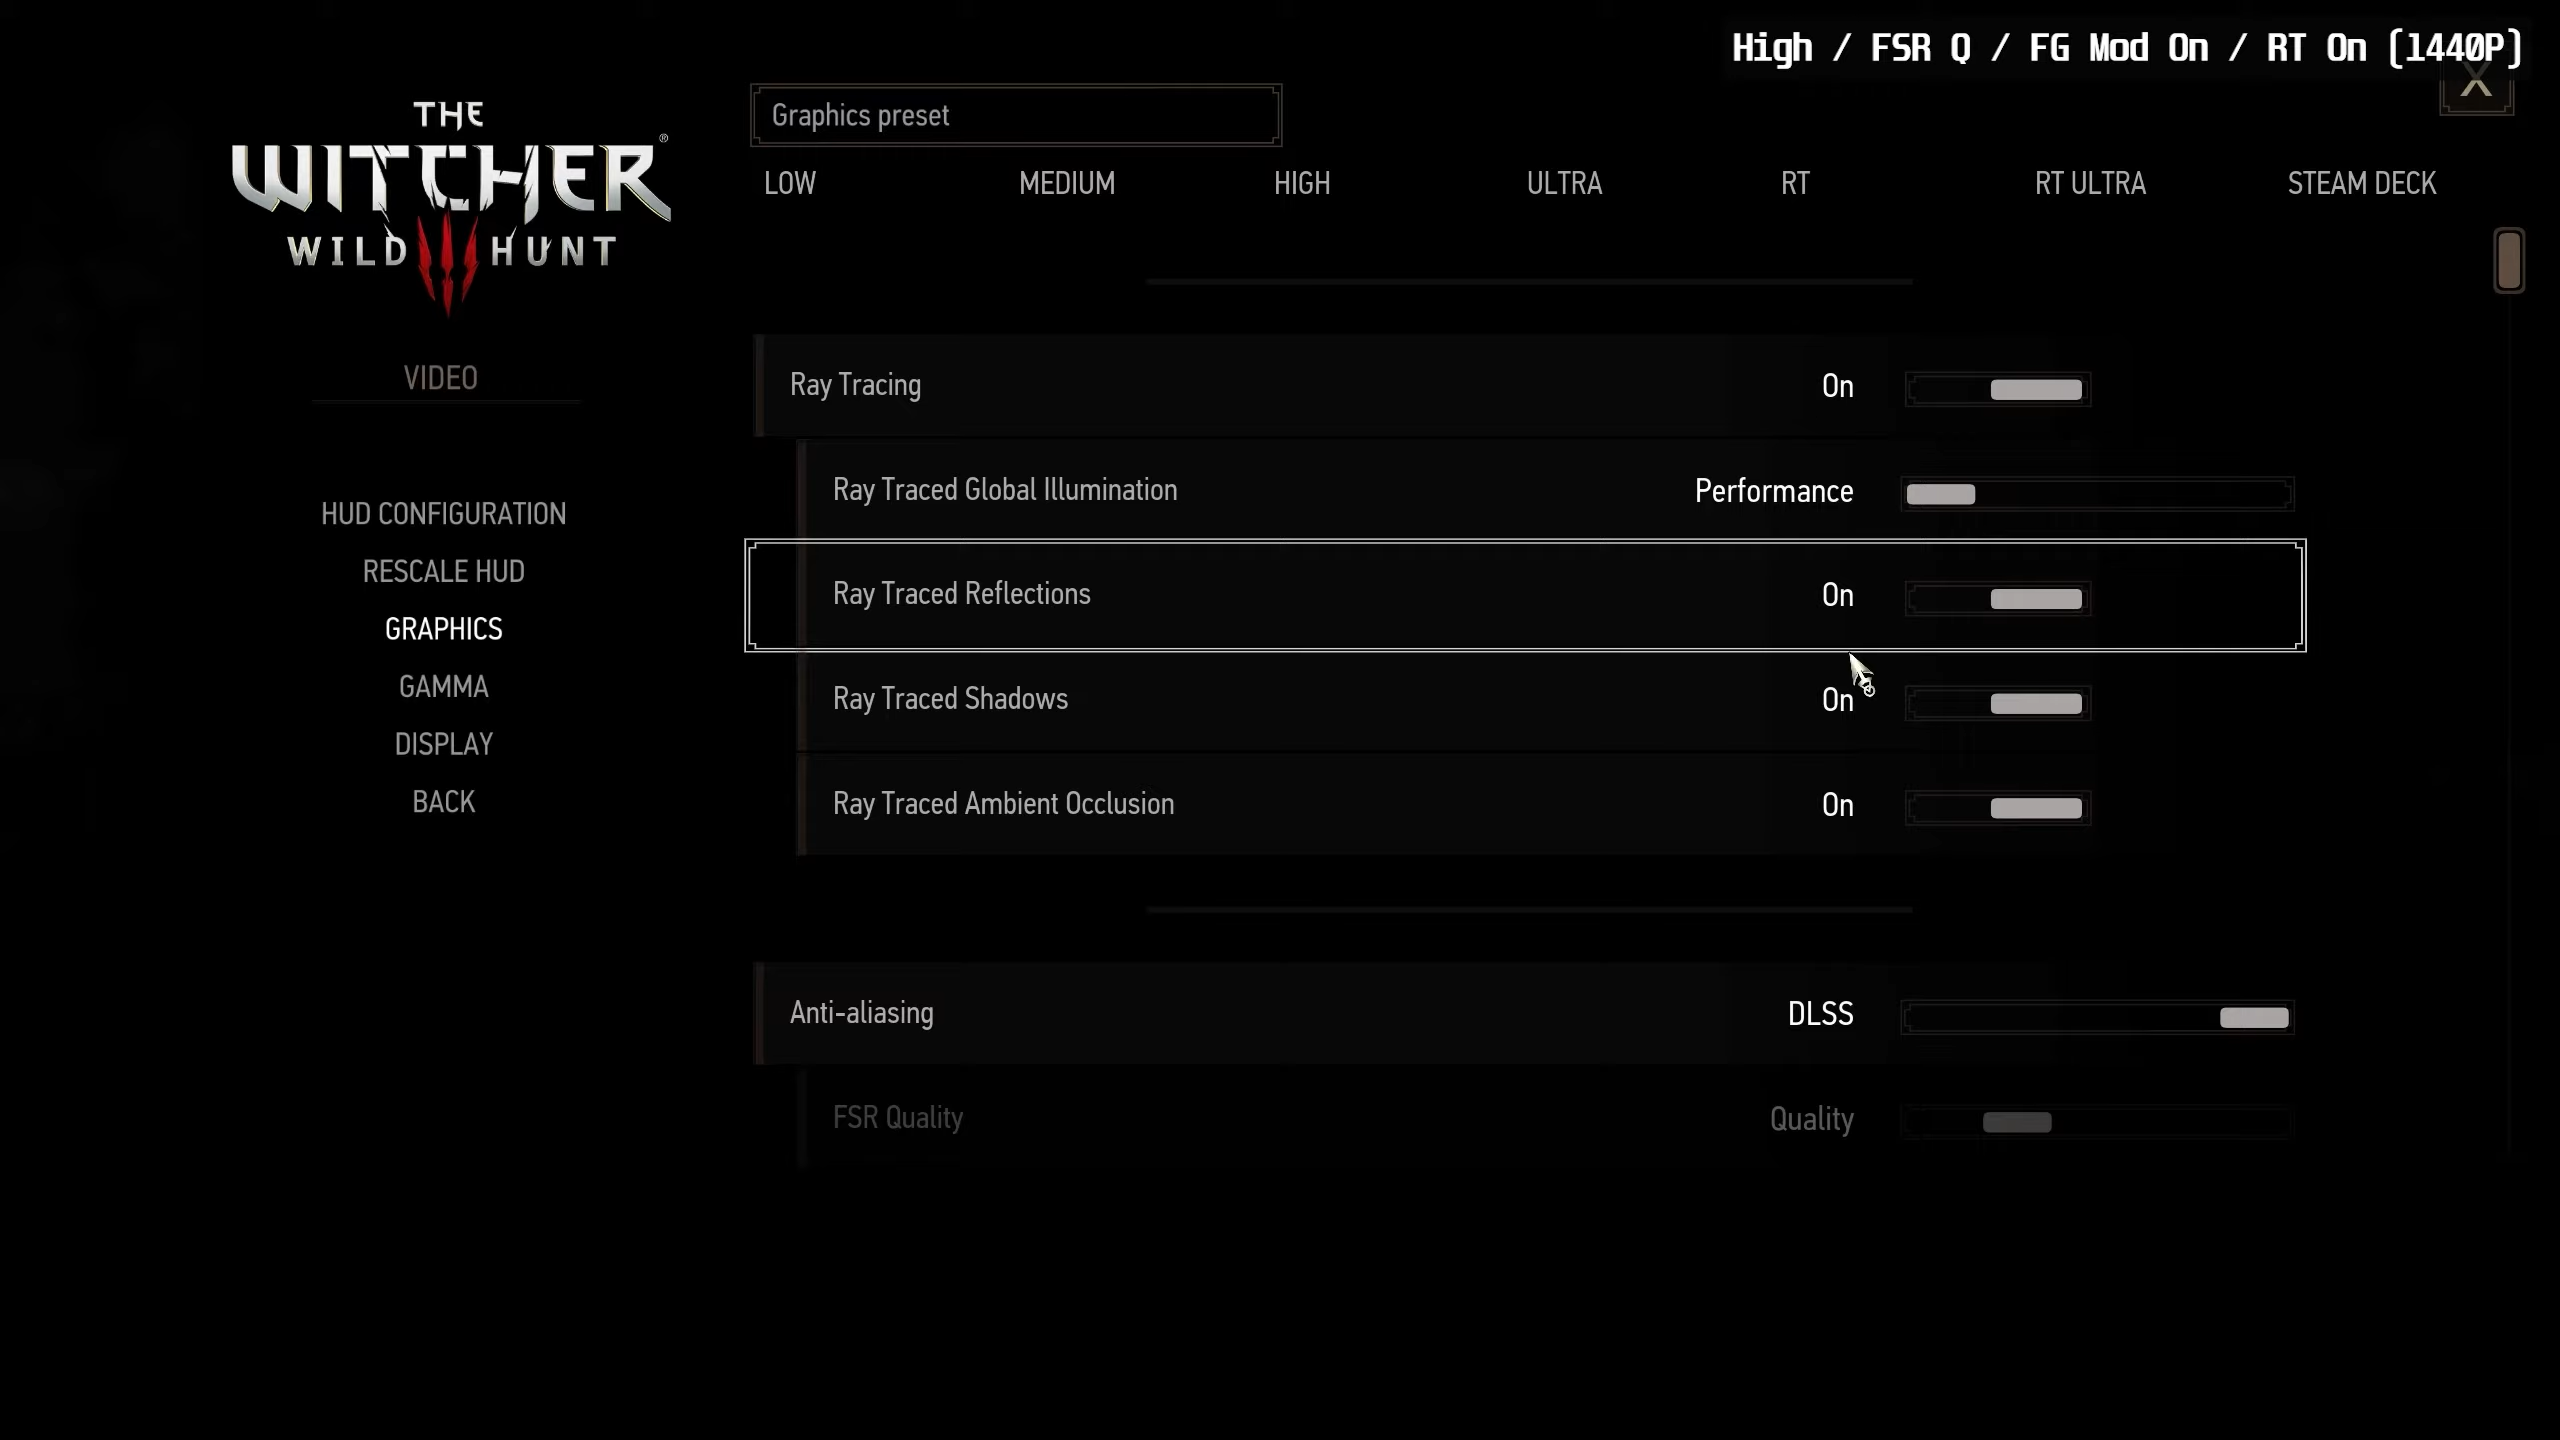 High / FSR Q / FG Mod On / RT On (1440P)
X
THE
WITCHER®
WILD HUNT
VIDEO
HUD CONFIGURATION
RESCALE HUD
GRAPHICS
GAMMA
DISPLAY
BACK
Graphics preset
LOW MEDIUM HIGH ULTRA RT RT ULTRA STEAM DECK
Ray Tracing On
Ray Traced Global Illumination Performance
Ray Traced Reflections On
Ray Traced Shadows On
Ray Traced Ambient Occlusion On
Anti-aliasing DLSS
FSR Quality Quality